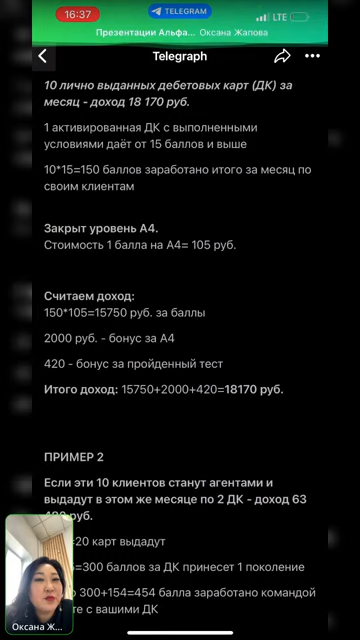 16:37
TELEGRAM
LTE
Презентации Альфа... Оксана Жапова
Telegraph
10 лично выданных дебетовых карт (ДК) за
месяц - доход 18 170 руб.
1 активированная ДК с выполненными
условиями даёт от 15 баллов и выше
10*15=150 баллов заработано итого за месяц по
своим клиентам
Закрыт уровень А4.
Стоимость 1 балла на А4= 105 руб.
Считаем доход:
150*105=15750 руб. за баллы
2000 руб. - бонус за А4
420 - бонус за пройденный тест
Итого доход: 15750+2000+420=18170 руб.
ПРИМЕР 2
Если эти 10 клиентов станут агентами и
выдадут в этом же месяце по 2 ДК - доход 63
руб.
=20 карт выдадут
=300 баллов за ДК принесет 1 поколение
300+154=454 балла заработано командой
с вашими ДК
Оксана Ж...